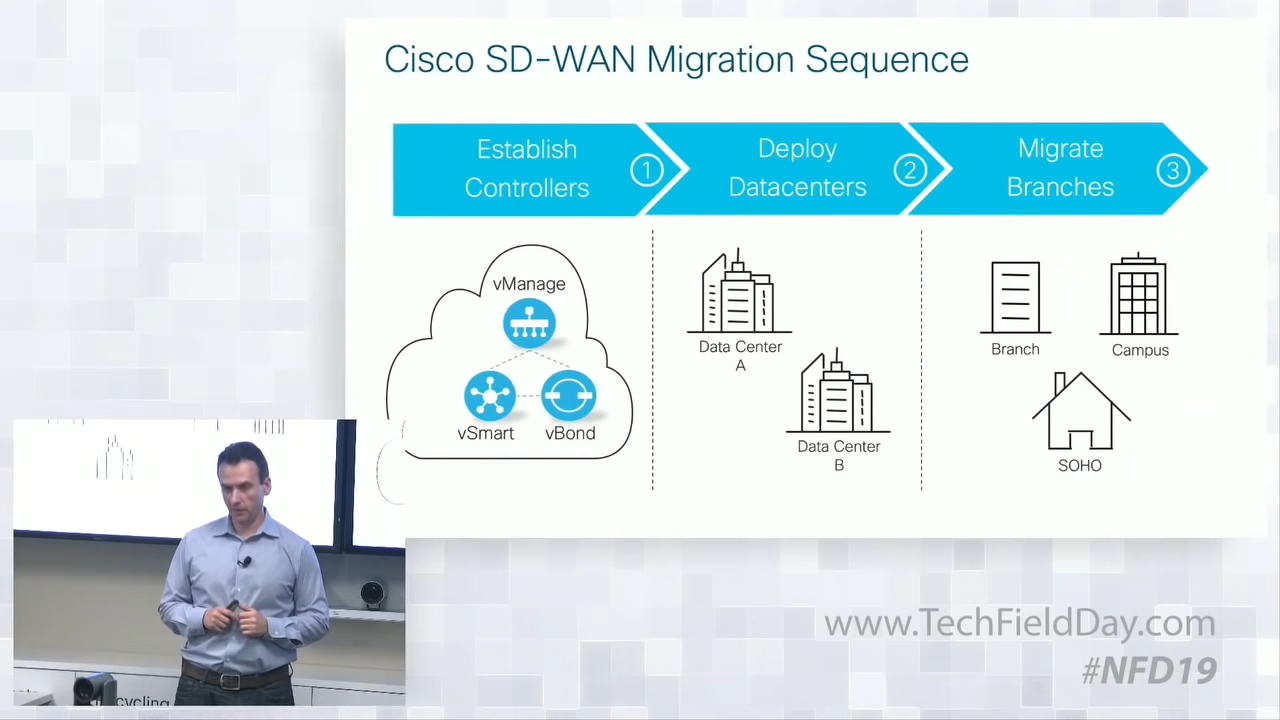 Cisco SD-WAN Migration Sequence
Establish
Controllers
1
Deploy
Datacenters
2
Migrate
Branches
3
vManage
vSmart
vBond
Data Center
A
Data Center
B
Branch
Campus
SOHO
cycling
www.TechFieldDay.com
#NFD19